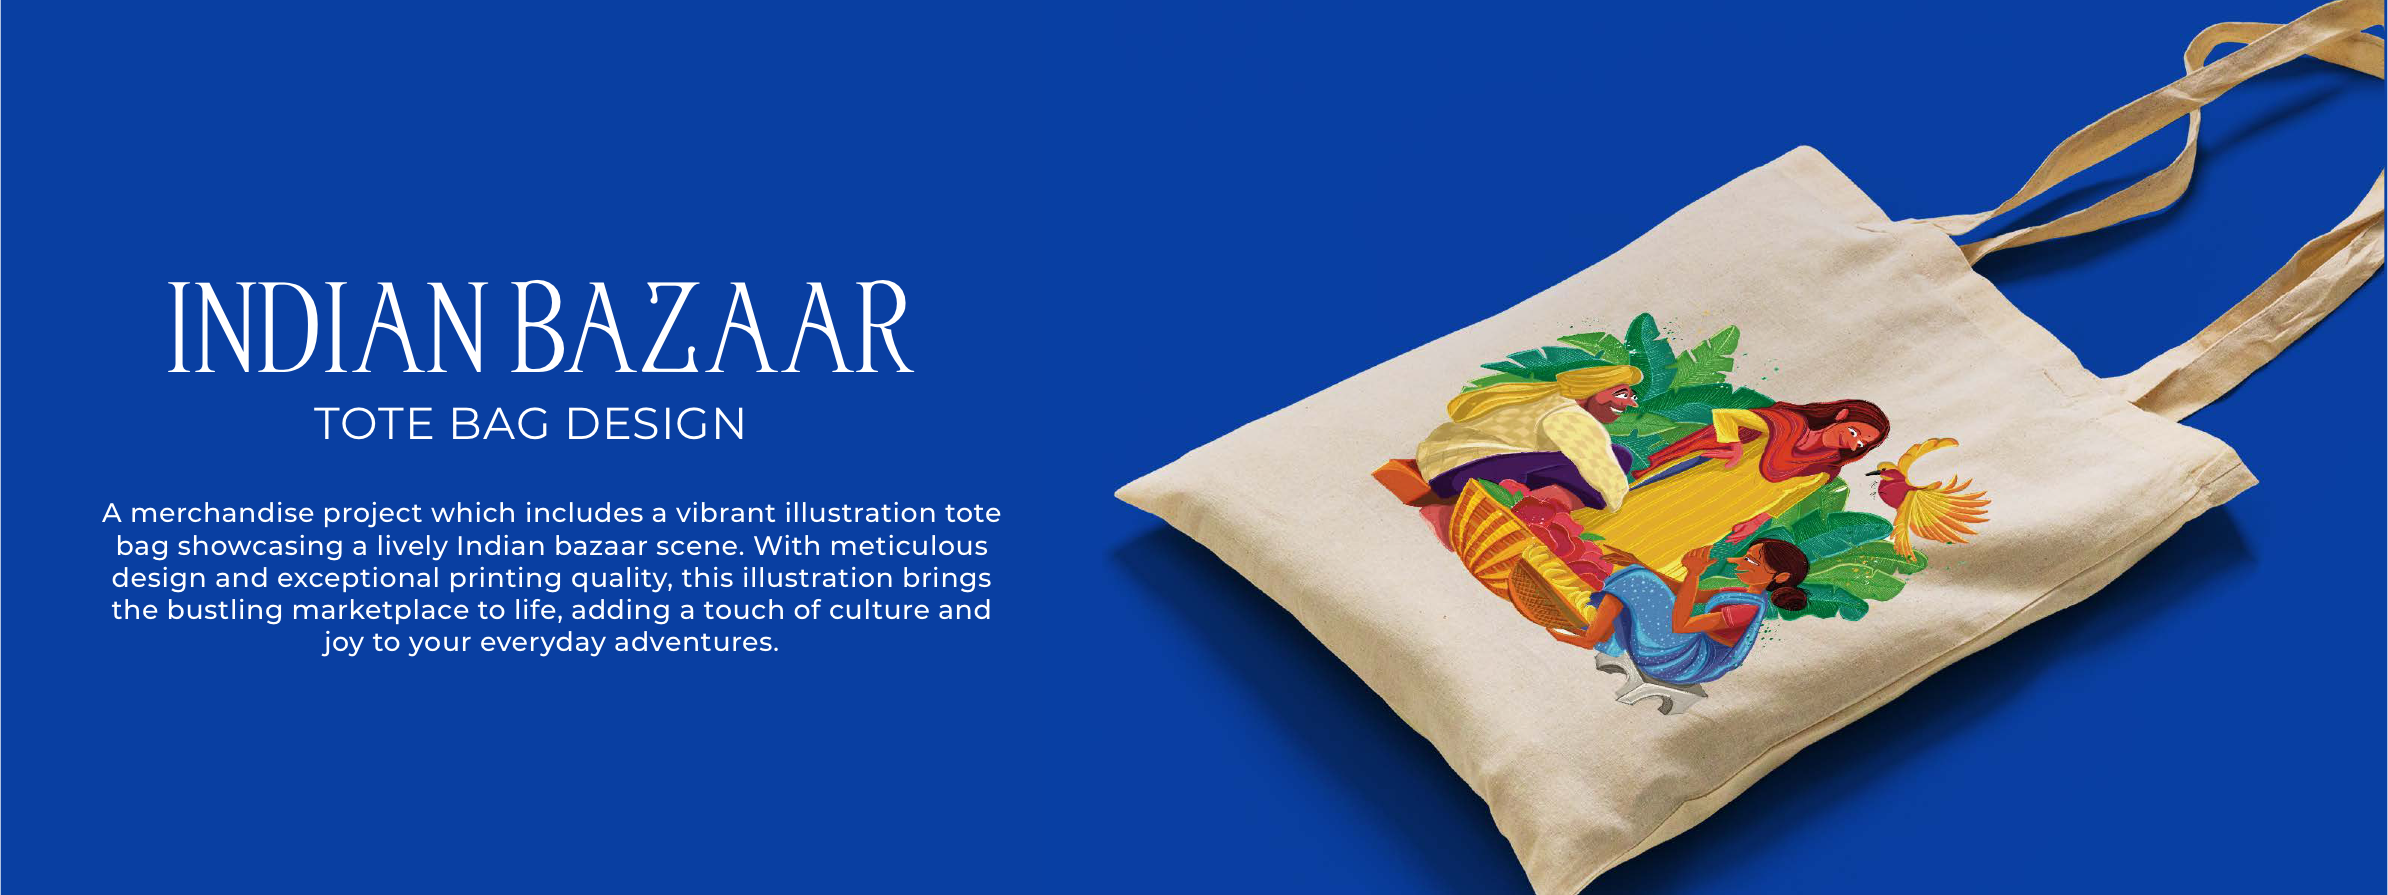 INDIAN BAZAAR
TOTE BAG DESIGN
A merchandise project which includes a vibrant illustration tote
bag showcasing a lively Indian bazaar scene. With meticulous
design and exceptional printing quality, this illustration brings
the bustling marketplace to life, adding a touch of culture and
joy to your everyday adventures.